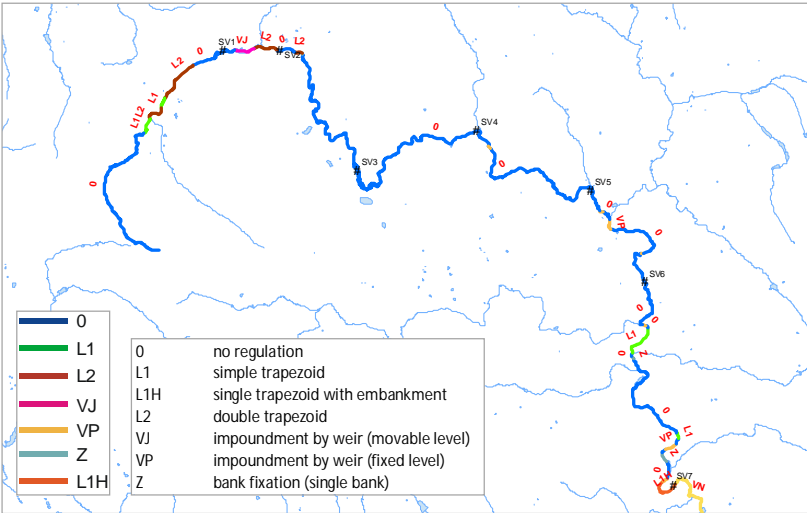 SV1
VJ
L2
0
L2
SV2
0
L2
L1
L1
L2
0
SV3
0
SV4
0
SV5
0
VP
0
SV6
0
0
L1
0
Z
0
L1
VP
Z
0
L1H
SV7
VN
0
L1
L2
VJ
VP
Z
L1H
0 no regulation
L1 simple trapezoid
L1H single trapezoid with embankment
L2 double trapezoid
VJ impoundment by weir (movable level)
VP impoundment by weir (fixed level)
Z bank fixation (single bank)